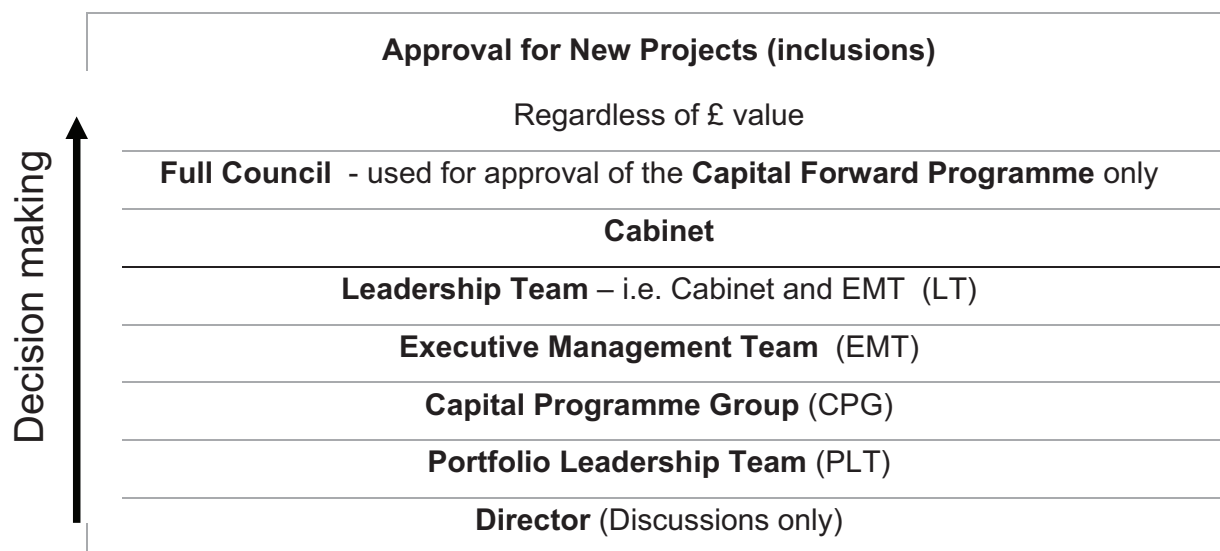 Approval for New Projects (inclusions)
Regardless of £ value
Full Council - used for approval of the Capital Forward Programme only
Cabinet
Leadership Team – i.e. Cabinet and EMT (LT)
Executive Management Team (EMT)
Capital Programme Group (CPG)
Portfolio Leadership Team (PLT)
Director (Discussions only)
Decision making